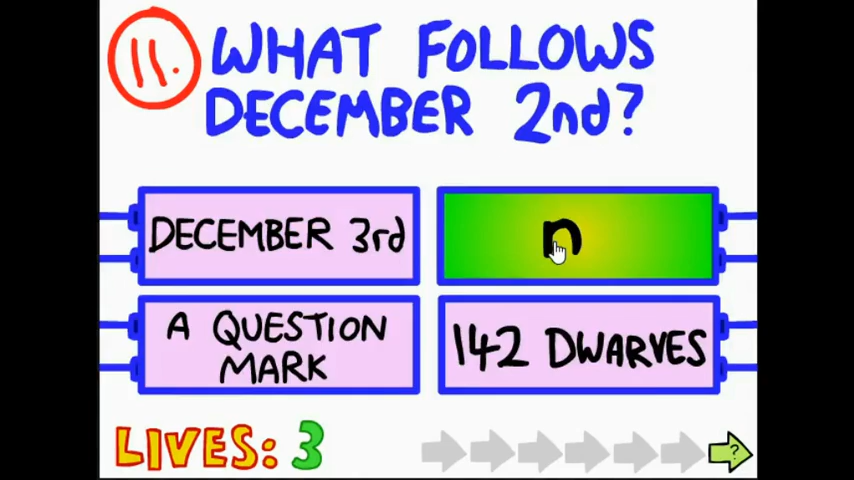 11. WHAT FOLLOWS
DECEMBER 2nd?
DECEMBER 3rd
n
A QUESTION
MARK
142 DWARVES
LIVES: 3
?